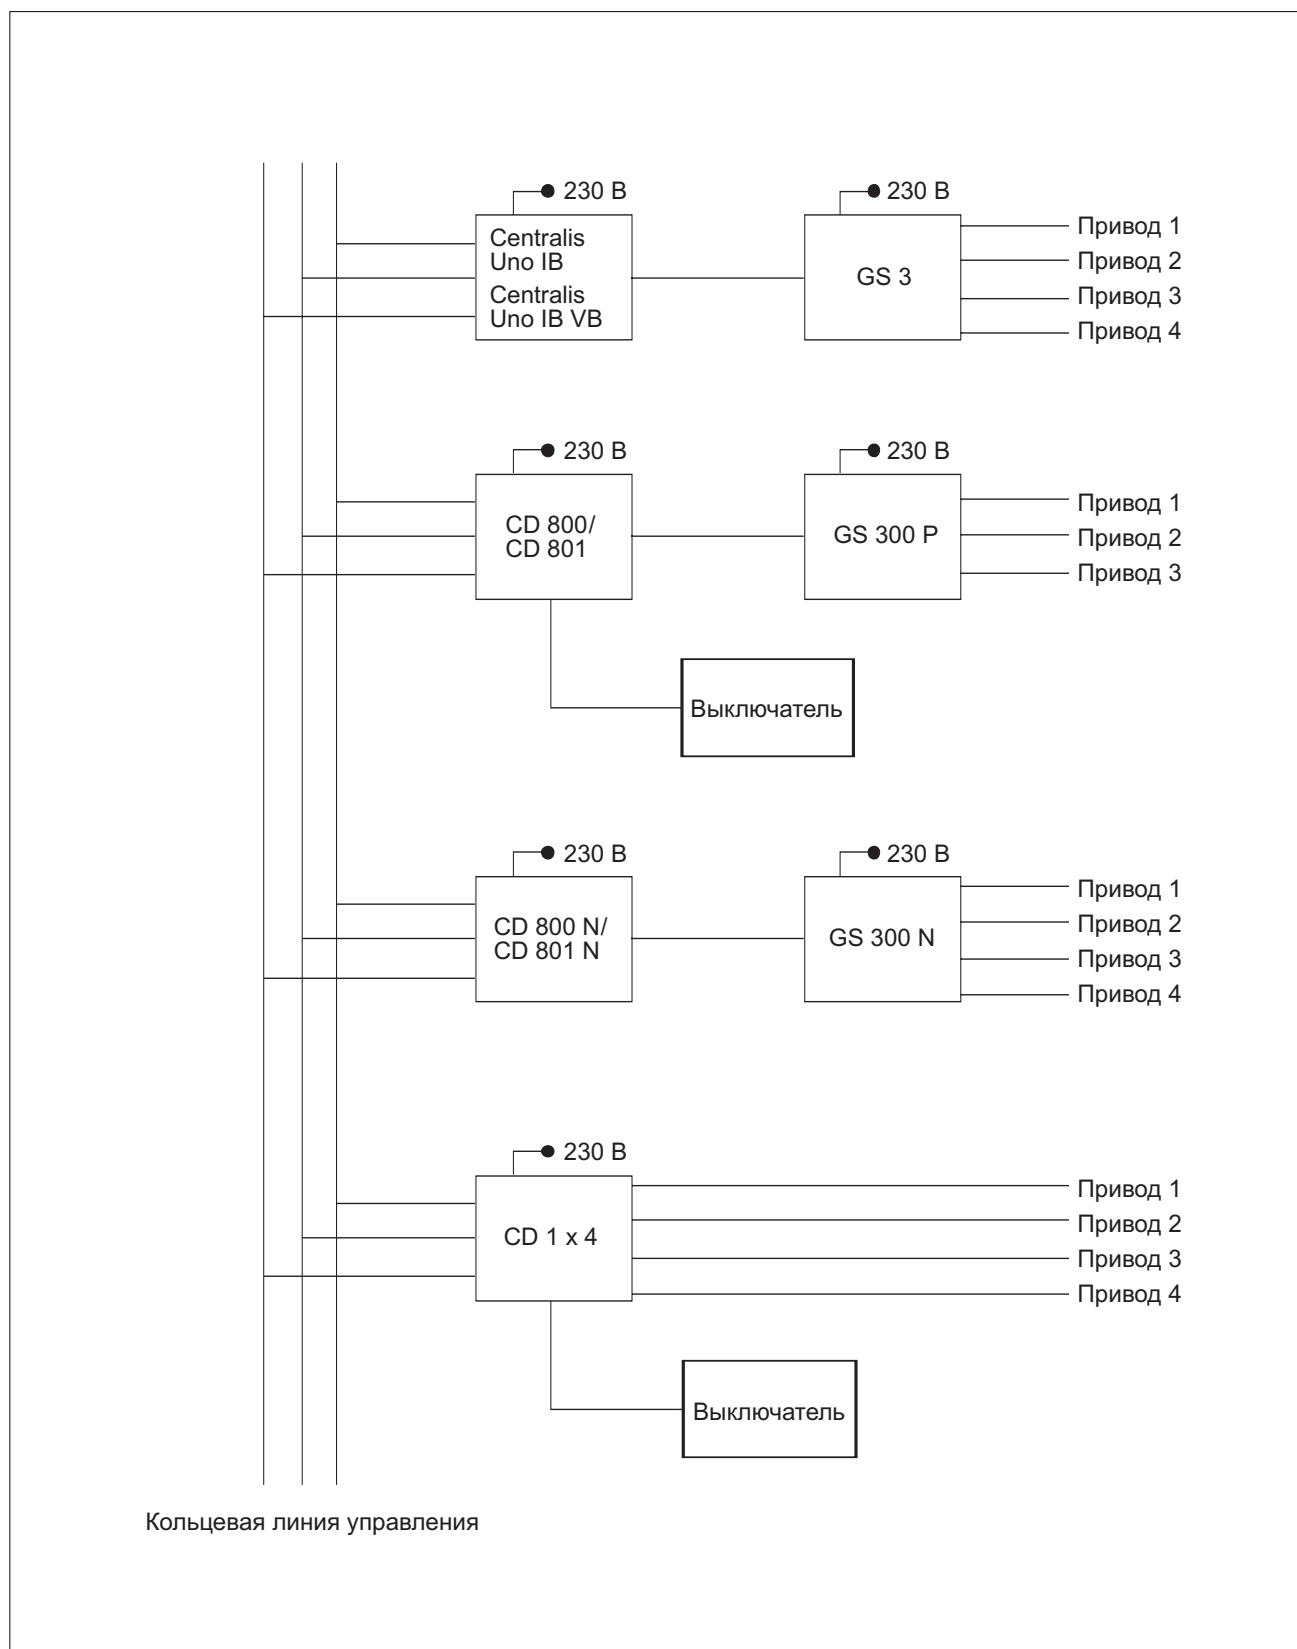 230 В
230 В
Centralis
Uno IB
Centralis
Uno IB VB
GS 3
Привод 1
Привод 2
Привод 3
Привод 4
230 В
230 В
CD 800/
CD 801
GS 300 P
Привод 1
Привод 2
Привод 3
Выключатель
230 В
230 В
CD 800 N/
CD 801 N
GS 300 N
Привод 1
Привод 2
Привод 3
Привод 4
230 В
CD 1 x 4
Привод 1
Привод 2
Привод 3
Привод 4
Выключатель
Кольцевая линия управления